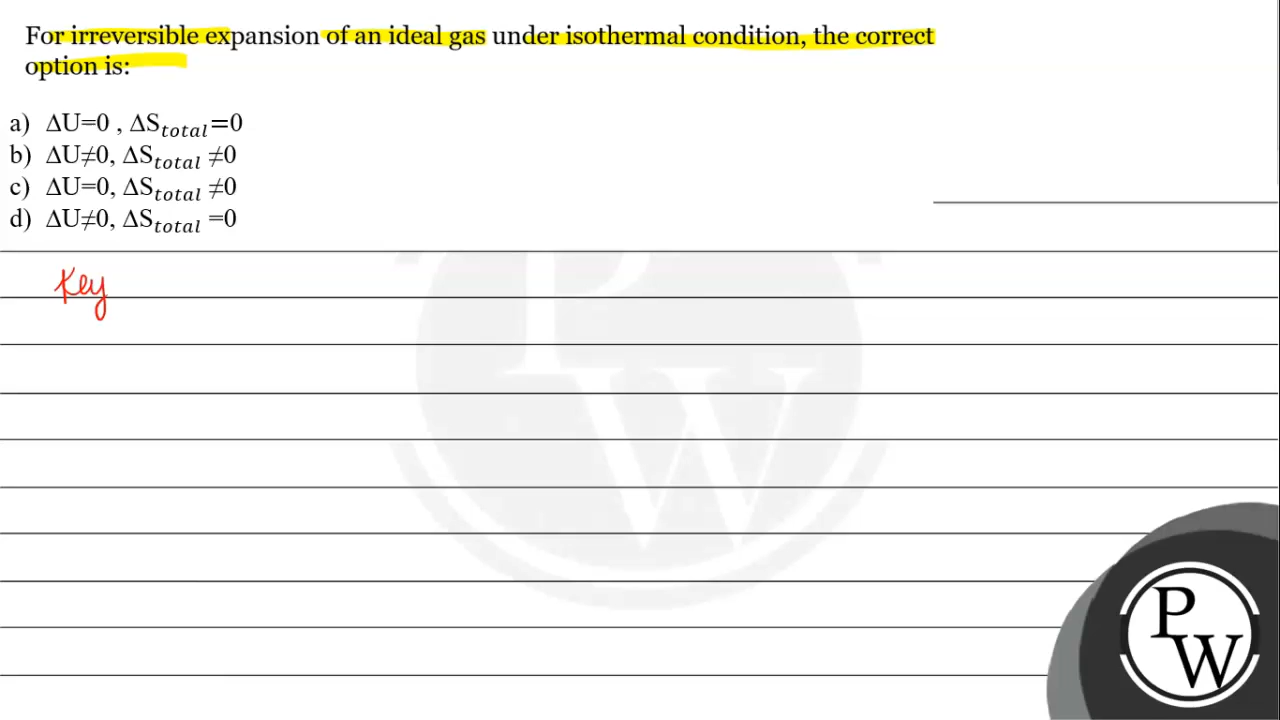 For irreversible expansion of an ideal gas under isothermal condition, the correct
option is:
a) ΔU=0 , ΔS_total=0
b) ΔU≠0, ΔS_total ≠0
c) ΔU=0, ΔS_total ≠0
d) ΔU≠0, ΔS_total =0
Key
PW
PW